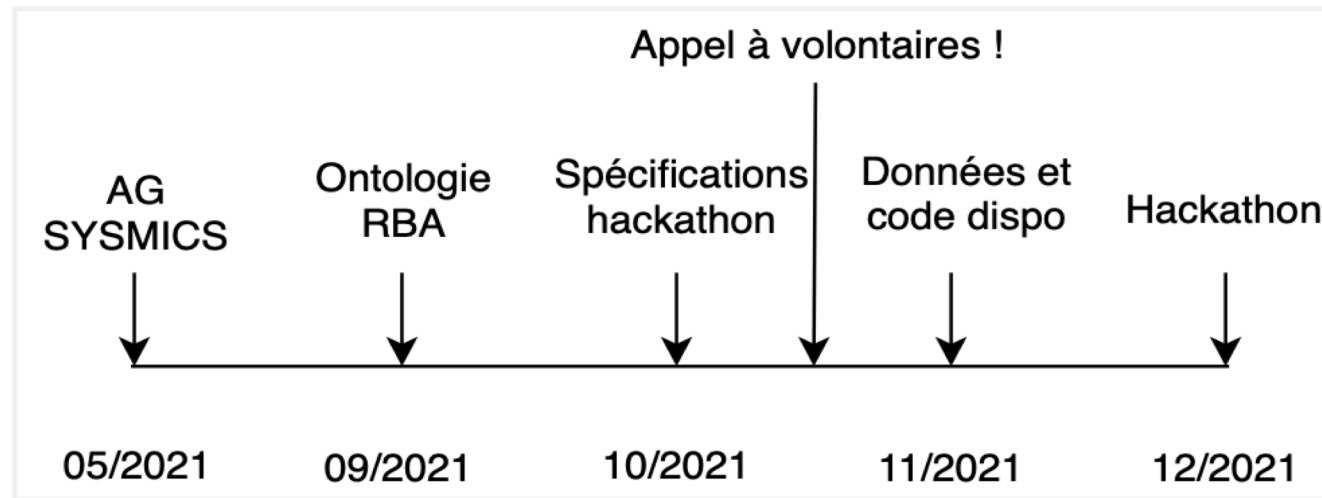 Appel à volontaires !
AG
SYSMICS
Ontologie
RBA
Spécifications
hackathon
Données et
code dispo
Hackathon
05/2021
09/2021
10/2021
11/2021
12/2021